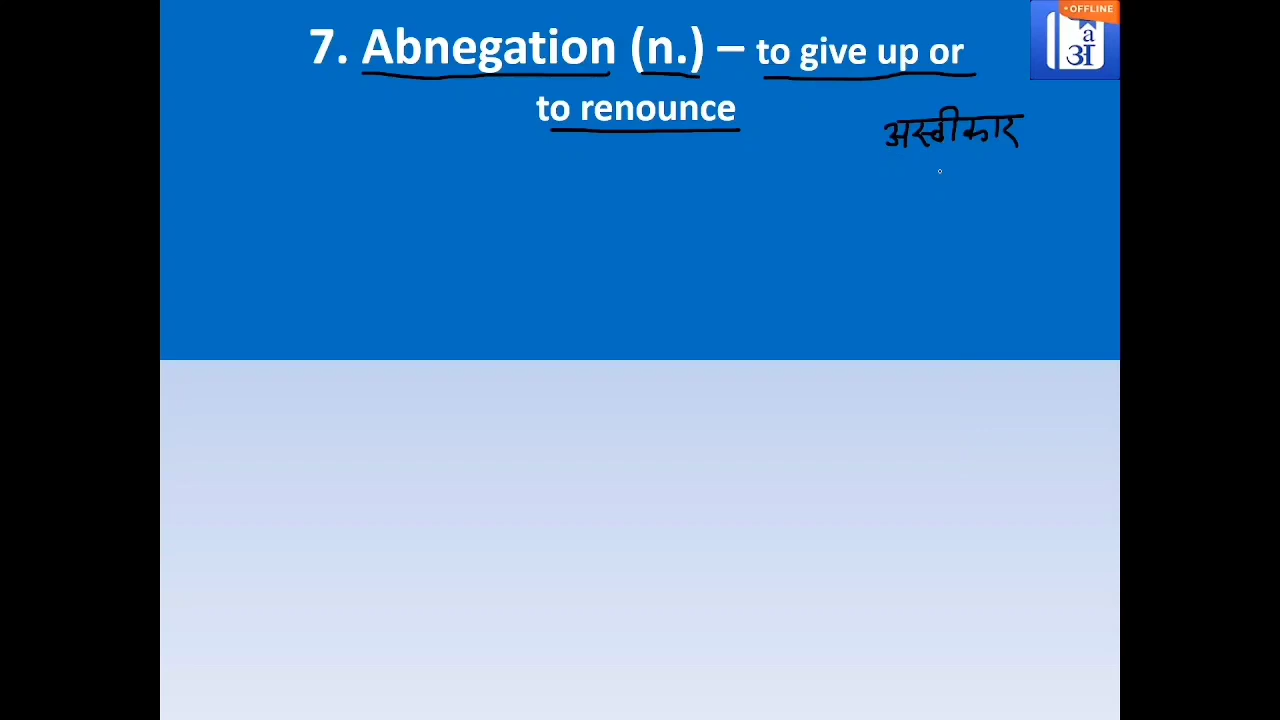 7. Abnegation (n.) – to give up or
to renounce
अस्वीकार
OFFLINE
a
अ